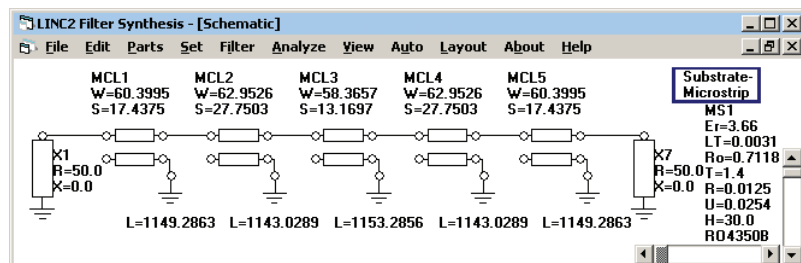 LINC2 Filter Synthesis - [Schematic]
File Edit Parts Set Filter Analyze View Auto Layout About Help
MCL1 MCL2 MCL3 MCL4 MCL5
W=60.3995 W=62.9526 W=58.3657 W=62.9526 W=60.3995
S=17.4375 S=27.7503 S=13.1697 S=27.7503 S=17.4375
Substrate-
Microstrip
MS1
Er=3.66
LT=0.0031
Ro=0.7118
T=1.4
R=0.0125
U=0.0254
H=30.0
RO4350B
X1
R=50.0
X=0.0
X7
R=50.0
X=0.0
L=1149.2863 L=1143.0289 L=1153.2856 L=1143.0289 L=1149.2863